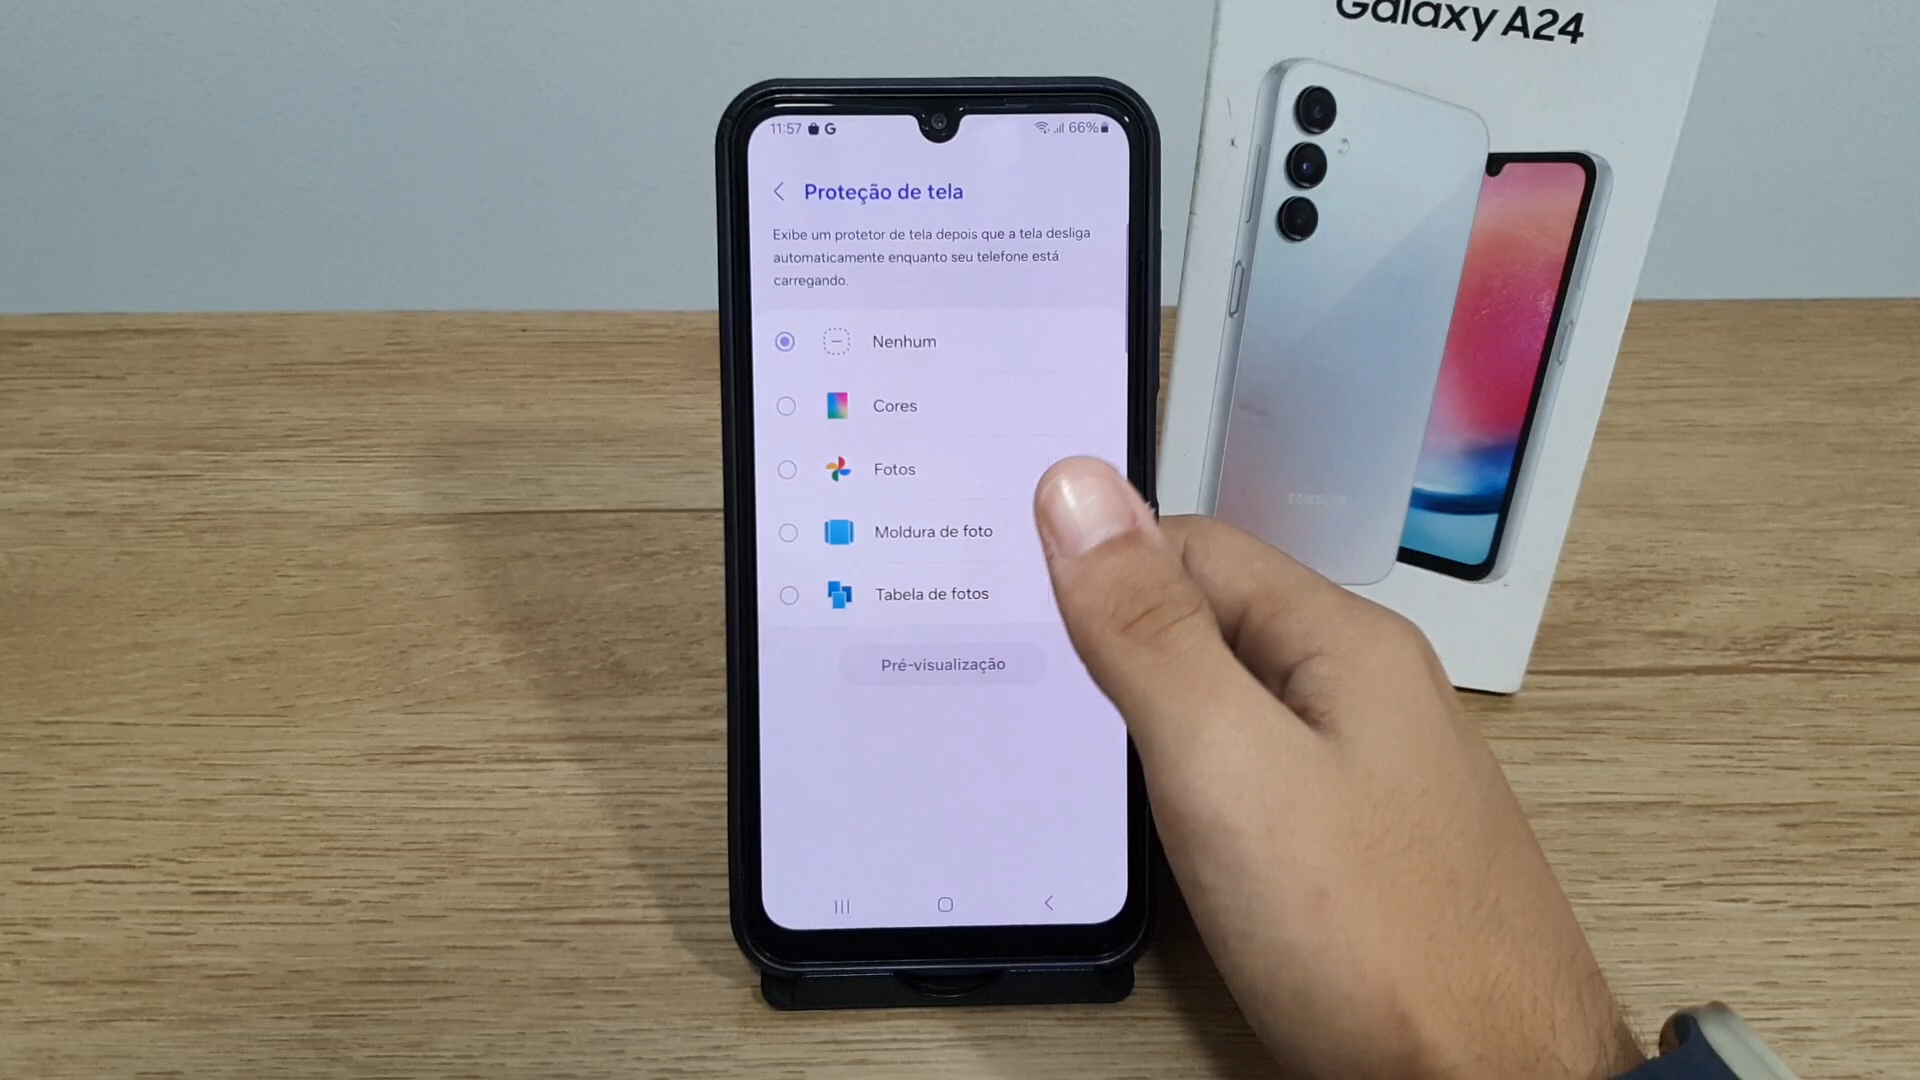 Galaxy A24
11:57 G
66%
Proteção de tela
Exibe um protetor de tela depois que a tela desliga
automaticamente enquanto seu telefone está
carregando.
Nenhum
Cores
Fotos
Moldura de foto
Tabela de fotos
Pré-visualização
SAMSUNG